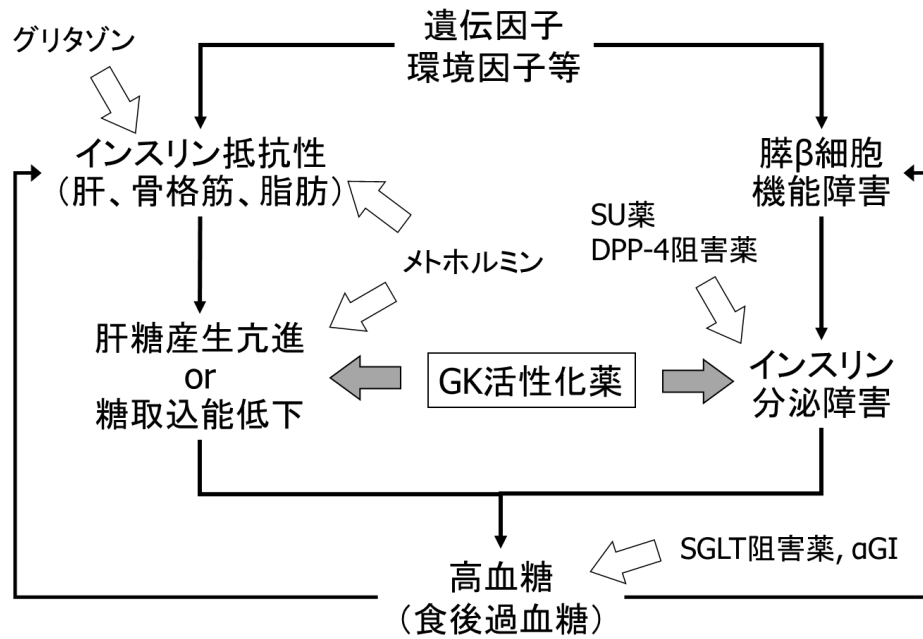 遺伝因子
環境因子等
グリタゾン
インスリン抵抗性
(肝、骨格筋、脂肪)
膵β細胞
機能障害
SU薬
DPP-4阻害薬
メトホルミン
肝糖産生亢進
or
糖取込能低下
GK活性化薬
インスリン
分泌障害
SGLT阻害薬, αGI
高血糖
(食後過血糖)